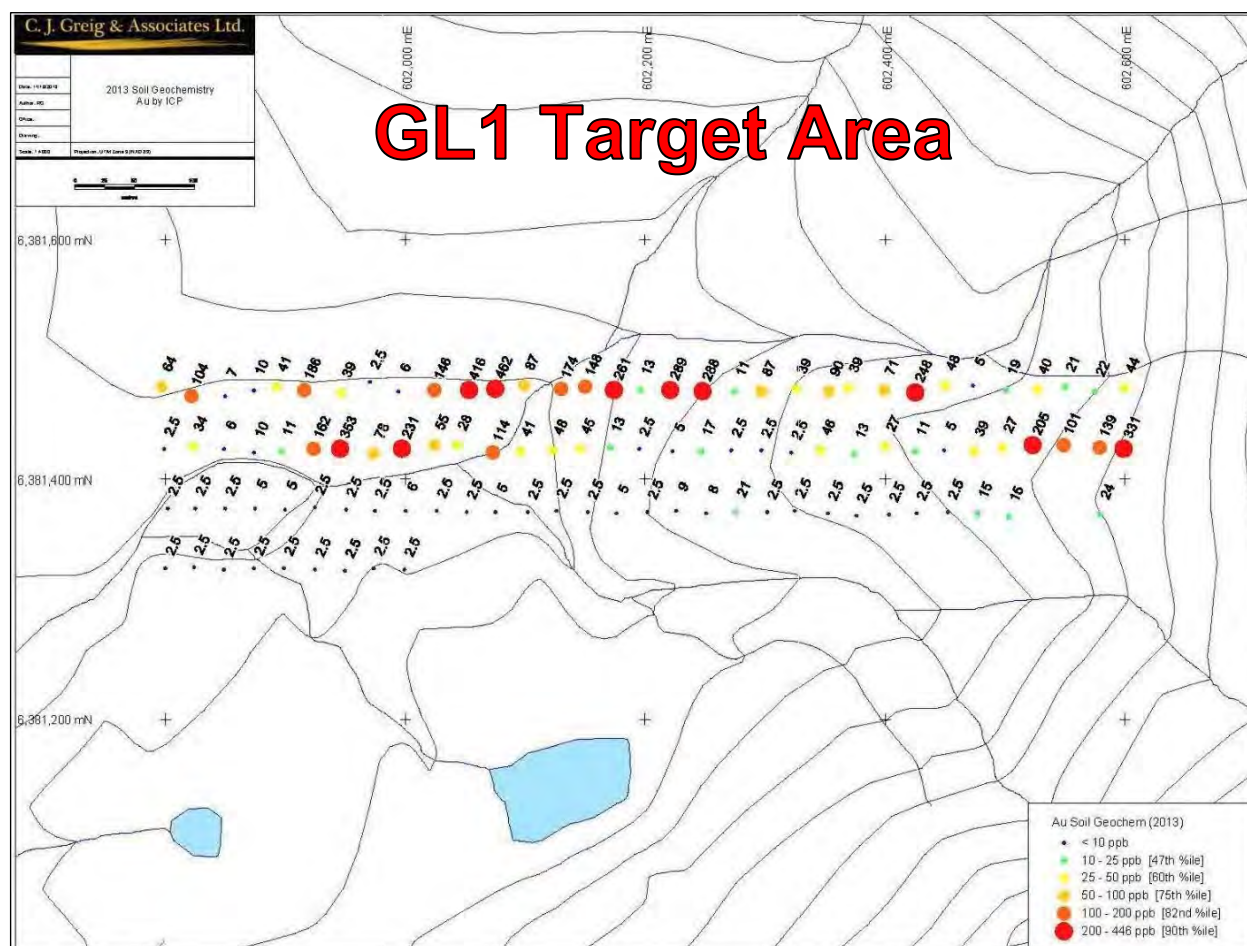 C. J. Greig & Associates Ltd.
2013 Soil Geochemistry
Au by ICP
GL1 Target Area
602,000 mE
602,200 mE
602,400 mE
602,600 mE
6,381,600 mN
64 104 7 10 41 186 39 2.5 6 146 416 462 87 174 148 261 13 289 288 11 87 39 90 39 71 248 48 5 19 40 21 22 44
2.5 34 6 10 11 162 353 78 231 55 28 114 41 48 45 13 2.5 5 17 2.5 2.5 2.5 46 13 27 11 5 39 27 205 101 139 331
6,381,400 mN
2.5 2.5 2.5 5 5 2.5 2.5 2.5 6 2.5 2.5 5 2.5 2.5 2.5 5 2.5 9 8 21 2.5 2.5 2.5 2.5 2.5 2.5 2.5 15 16 24
2.5 2.5 2.5 2.5 2.5 2.5 2.5 2.5 2.5
6,381,200 mN
Au Soil Geochem (2013)
< 10 ppb
10 - 25 ppb [47th %ile]
25 - 50 ppb [60th %ile]
50 - 100 ppb [75th %ile]
100 - 200 ppb [82nd %ile]
200 - 446 ppb [90th %ile]